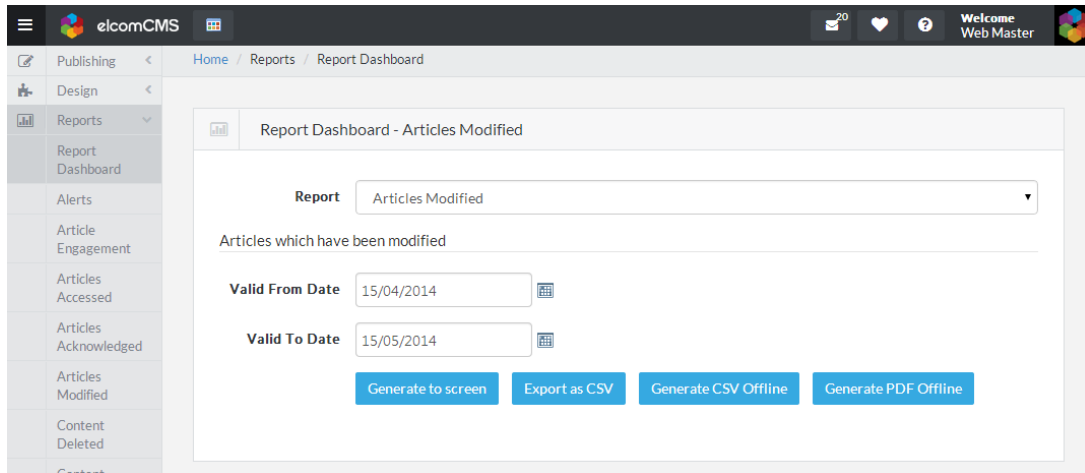 elcomCMS
20
Welcome
Web Master
Publishing
Design
Reports
Report
Dashboard
Alerts
Article
Engagement
Articles
Accessed
Articles
Acknowledged
Articles
Modified
Content
Deleted
Content
Home / Reports / Report Dashboard
Report Dashboard - Articles Modified
Report
Articles Modified
Articles which have been modified
Valid From Date
15/04/2014
Valid To Date
15/05/2014
Generate to screen
Export as CSV
Generate CSV Offline
Generate PDF Offline